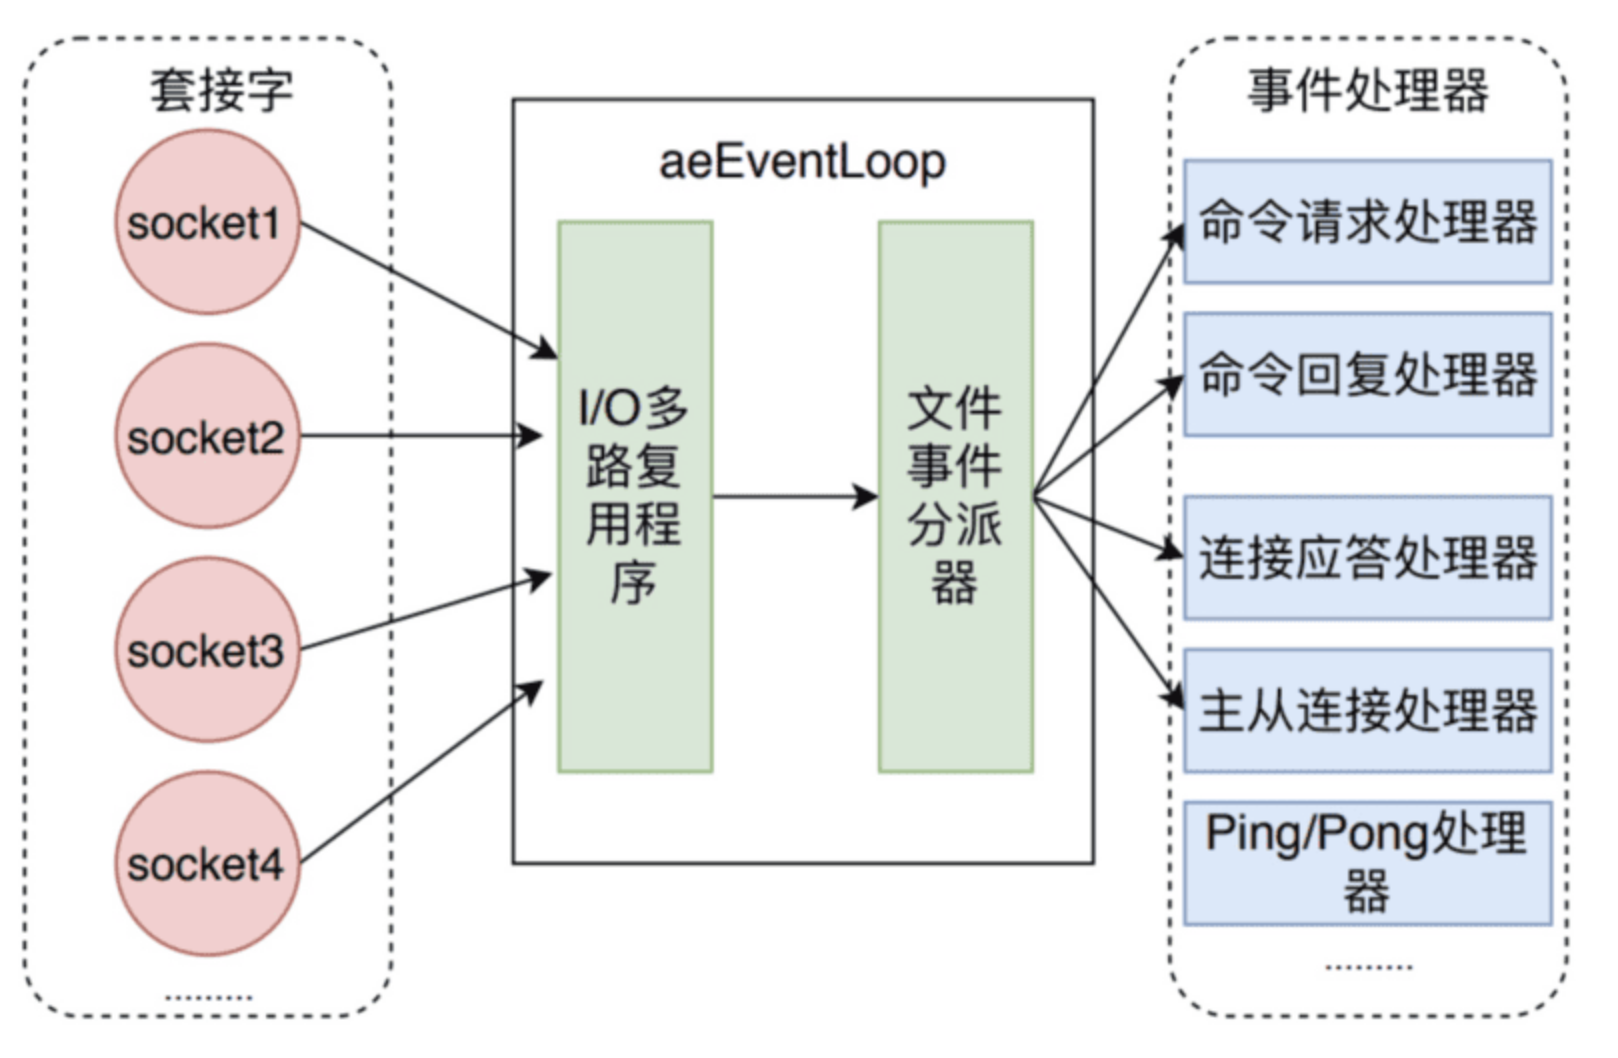 套接字
socket1
socket2
socket3
socket4
.........
aeEventLoop
I/O多
路复
用程
序
文件
事件
分派
器
事件处理器
命令请求处理器
命令回复处理器
连接应答处理器
主从连接处理器
Ping/Pong处理
器
.........